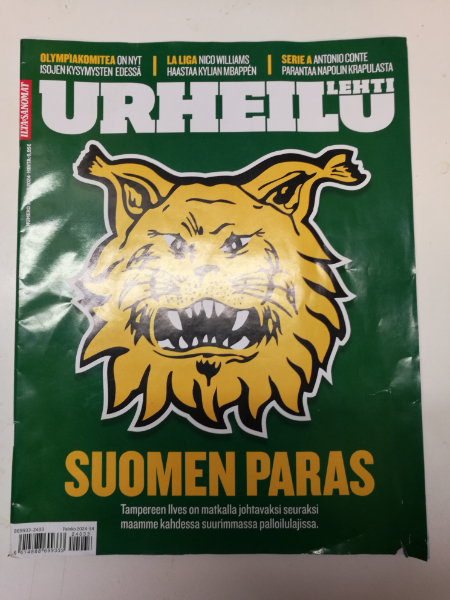 OLYMPIAKOMITEA ON NYT
ISOJEN KYSYMYSTEN EDESSÄ
LA LIGA NICO WILLIAMS
HAASTAA KYLIAN MBAPPÉN
SERIE A ANTONIO CONTE
PARANTAA NAPOLIN KRAPULASTA
ILTA-SANOMAT
URHEILU
LEHTI
SUOMEN PARAS
Tampereen Ilves on matkalla johtavaksi seuraksi
maamme kahdessa suurimmassa palloilulajissa.